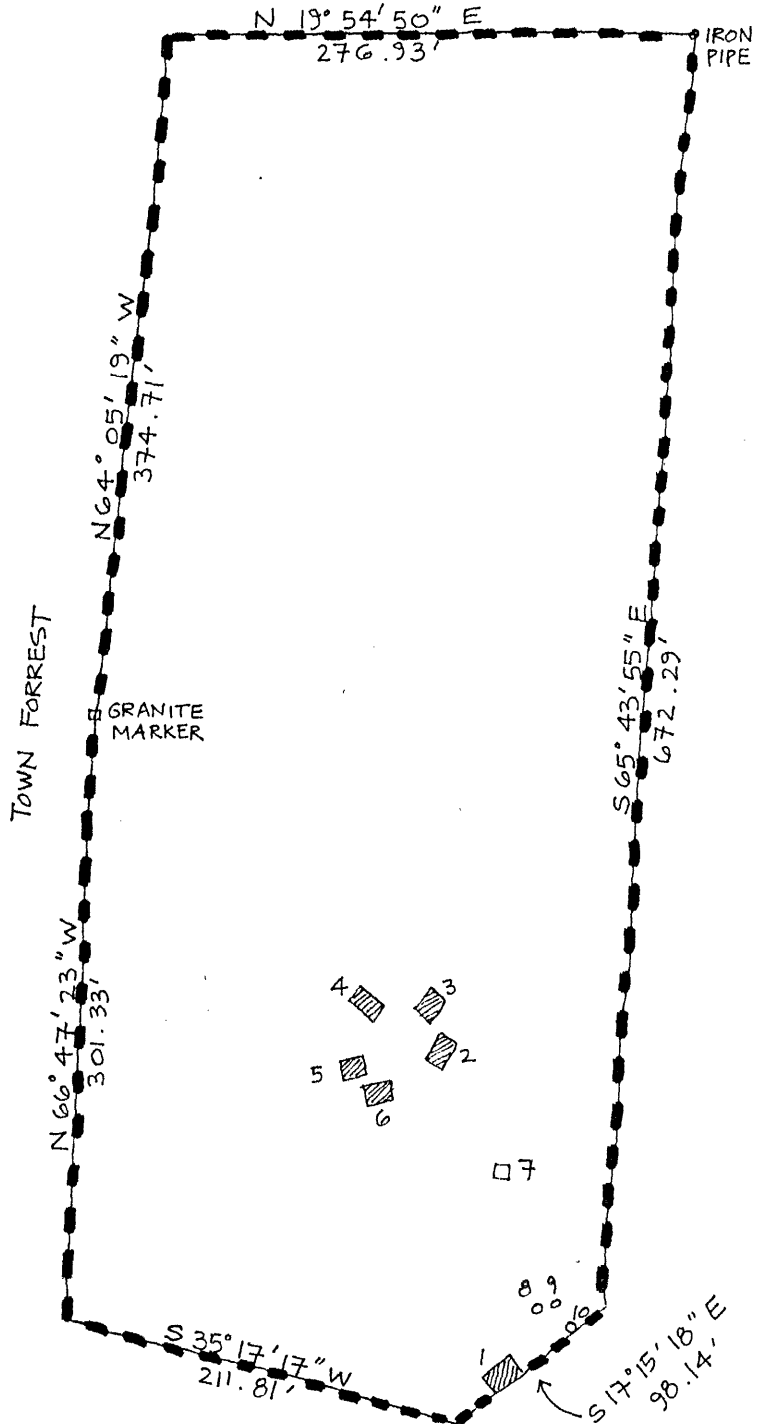 N 19° 54' 50" E
276.93'
IRON
PIPE
N 64° 05' 19" W
374.71'
TOWN FORREST
GRANITE
MARKER
S 65° 43' 55" E
672.29'
N 66° 47' 23" W
301.33'
4
3
2
5
6
7
8
9
10
1
S 35° 17' 17" W
211.81'
S 17° 15' 18" E
98.14'